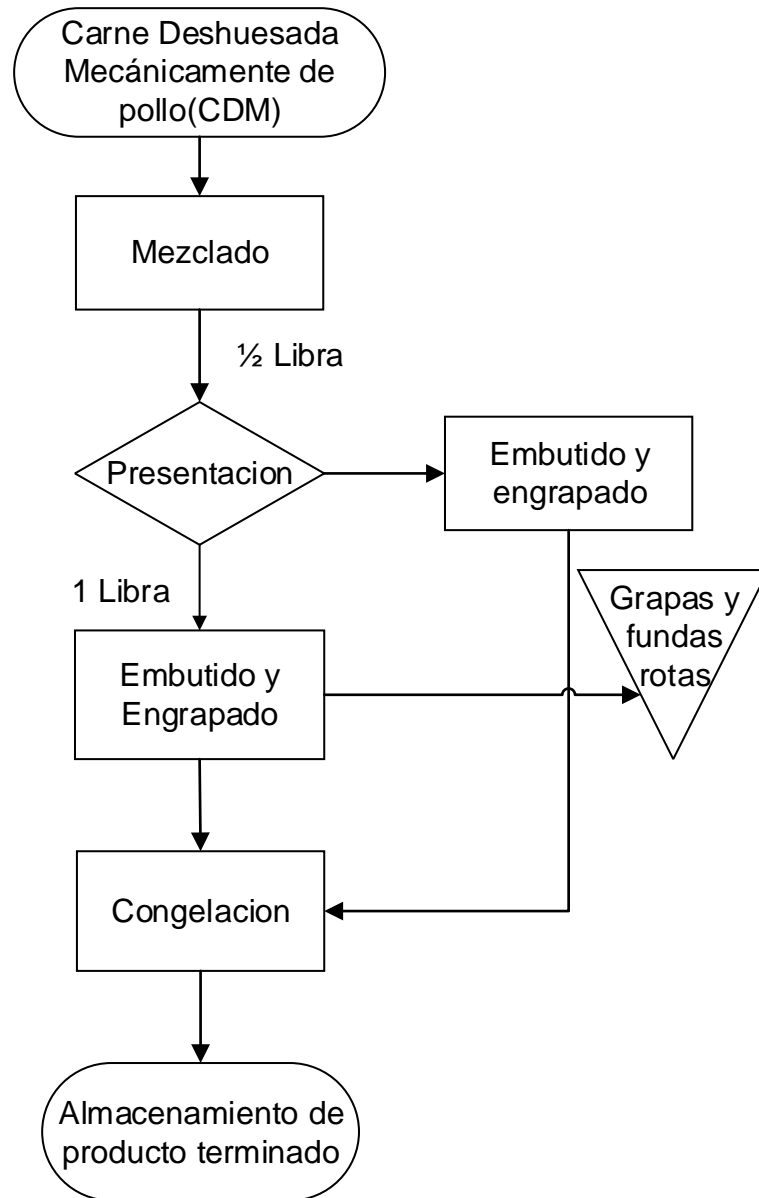 Carne Deshuesada
Mecánicamente de
pollo(CDM)
Mezclado
½ Libra
Presentacion
Embutido y
engrapado
1 Libra
Grapas y
fundas
rotas
Embutido y
Engrapado
Congelacion
Almacenamiento de
producto terminado